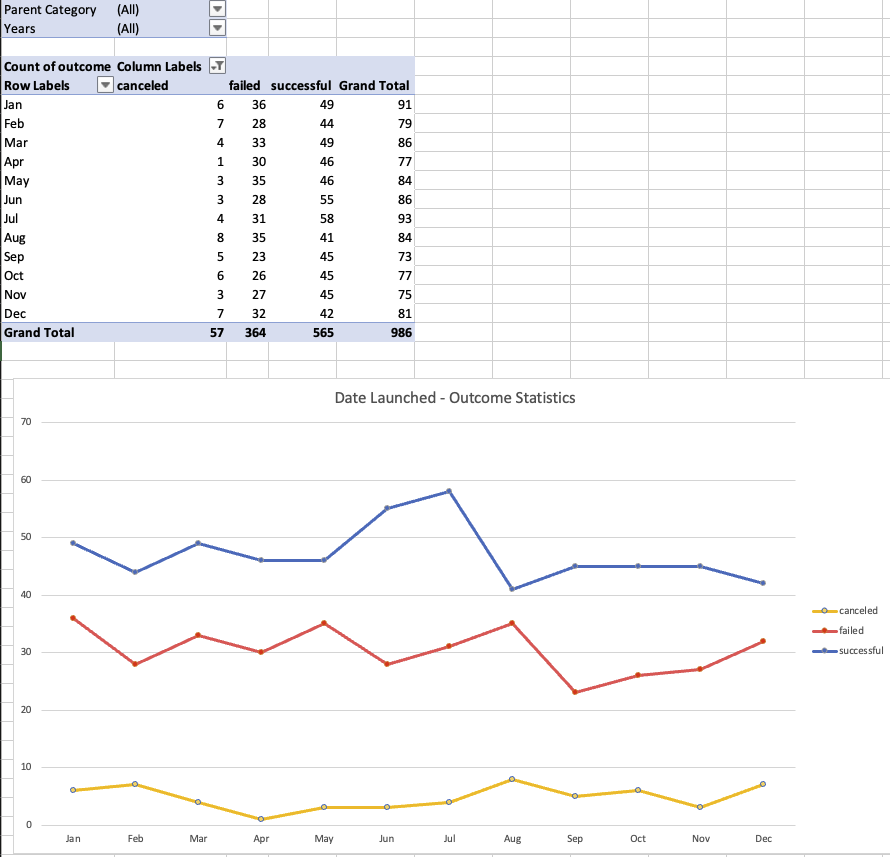 Parent Category (All)
Years (All)
Count of outcome Column Labels
Row Labels canceled failed successful Grand Total
Jan 6 36 49 91
Feb 7 28 44 79
Mar 4 33 49 86
Apr 1 30 46 77
May 3 35 46 84
Jun 3 28 55 86
Jul 4 31 58 93
Aug 8 35 41 84
Sep 5 23 45 73
Oct 6 26 45 77
Nov 3 27 45 75
Dec 7 32 42 81
Grand Total 57 364 565 986
Date Launched - Outcome Statistics
70
60
50
40
30
20
10
0
Jan Feb Mar Apr May Jun Jul Aug Sep Oct Nov Dec
canceled
failed
successful